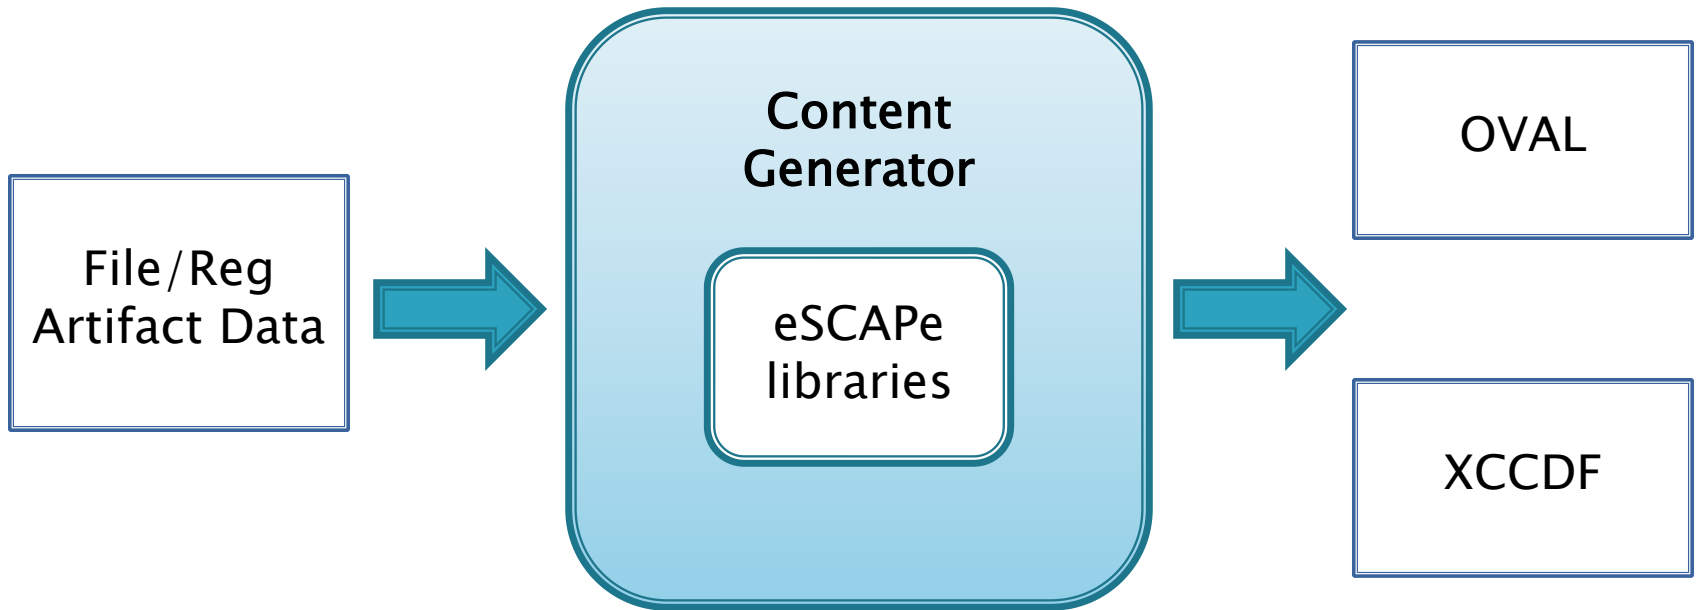 File/Reg
Artifact Data
Content
Generator
eSCAPe
libraries
OVAL
XCCDF